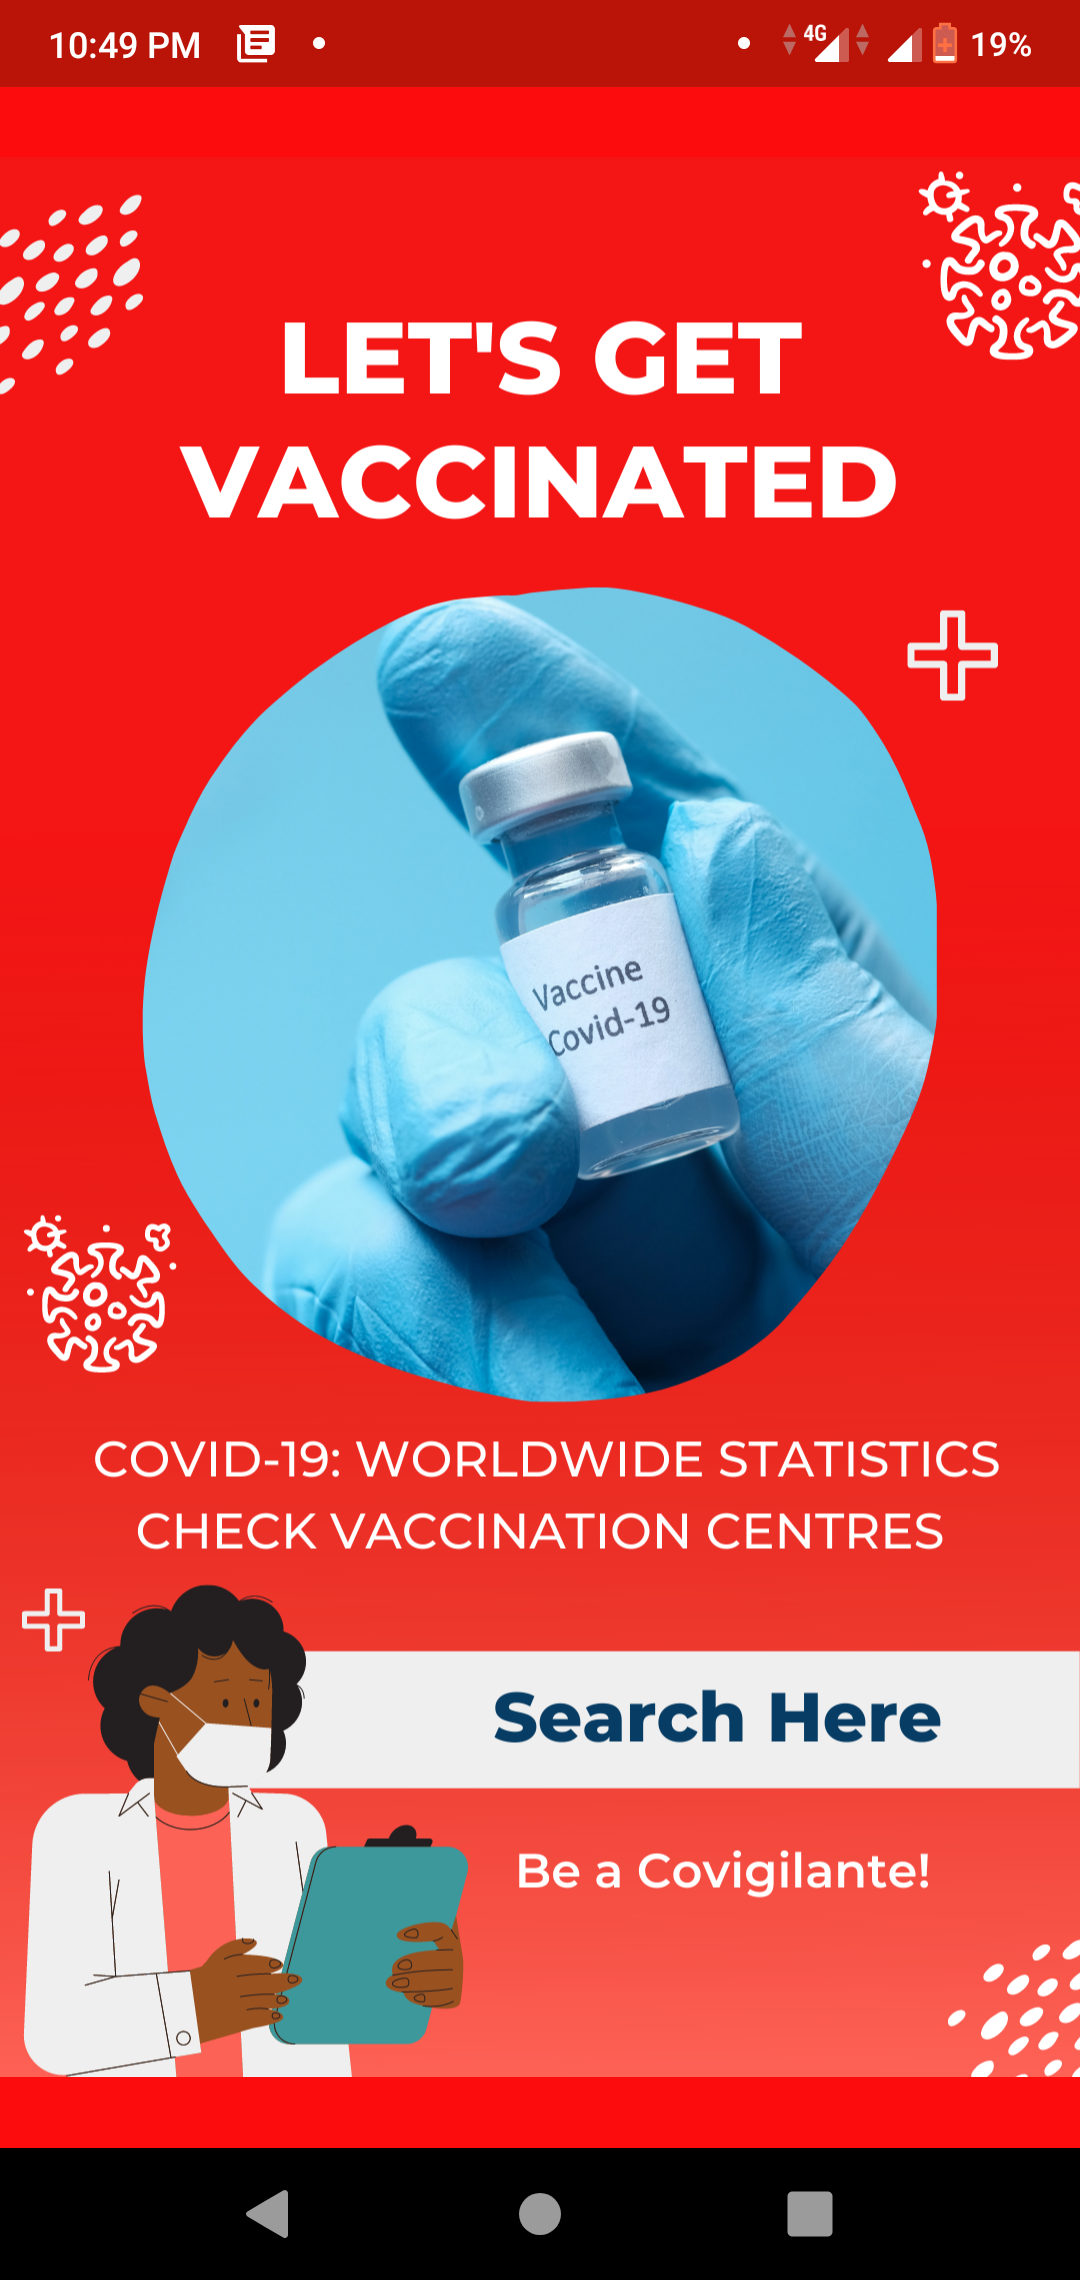 10:49 PM
4G
19%
LET'S GET
VACCINATED
Vaccine
Covid-19
COVID-19: WORLDWIDE STATISTICS
CHECK VACCINATION CENTRES
Search Here
Be a Covigilante!